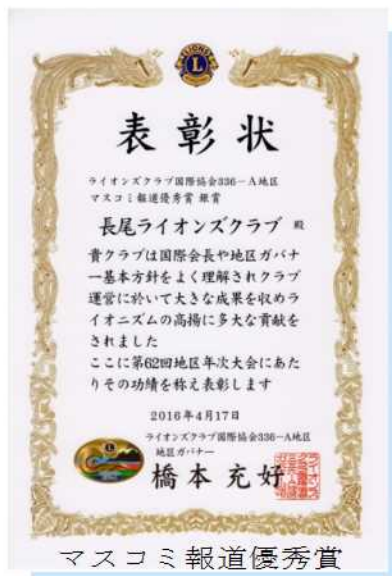 表彰状
ライオンズクラブ国際協会336-A地区
マスコミ報道優秀賞 銀賞
長尾ライオンズクラブ 殿
貴クラブは国際会長や地区ガバナ
ー基本方針をよく理解されクラブ
運営に於いて大きな成果を収めラ
イオニズムの高揚に多大な貢献を
されました
ここに第62回地区年次大会にあた
りその功績を称え表彰します
2016年4月17日
ライオンズクラブ国際協会336-A地区
地区ガバナー
橋本充好
マスコミ報道優秀賞